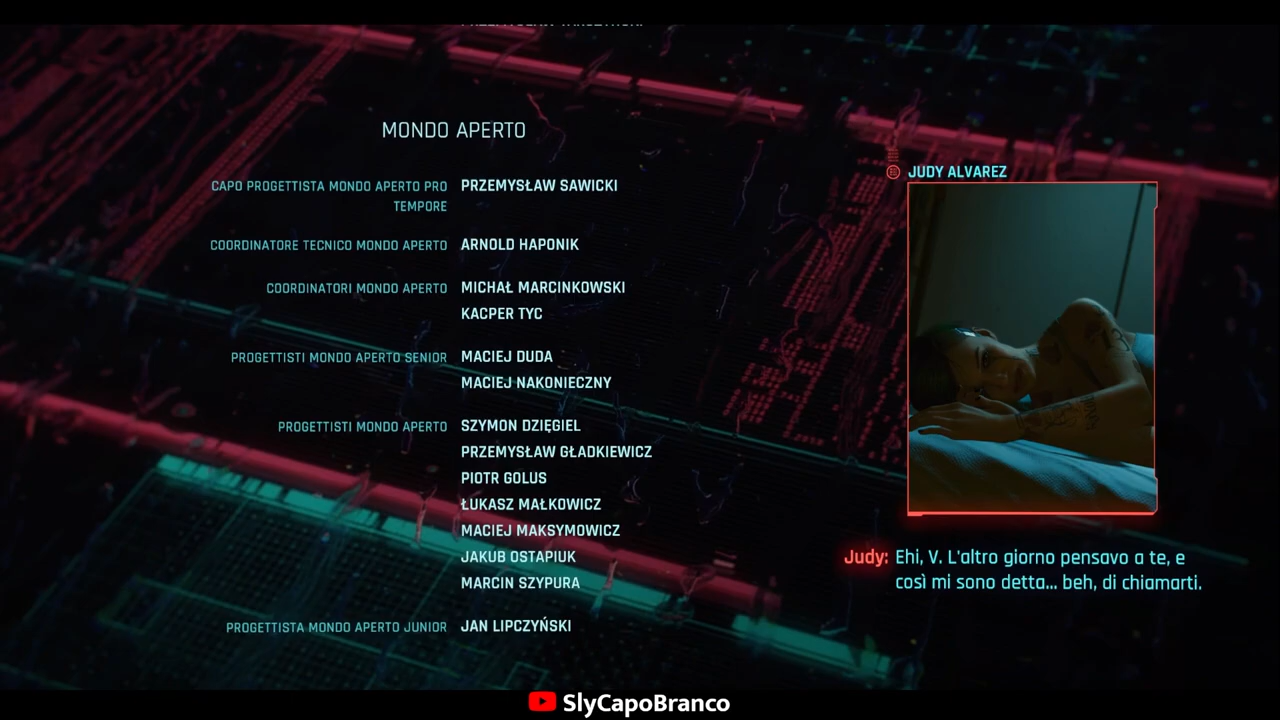 MONDO APERTO
CAPO PROGETTISTA MONDO APERTO PRO PRZEMYSŁAW SAWICKI
TEMPORE
COORDINATORE TECNICO MONDO APERTO ARNOLD HAPONIK
COORDINATORI MONDO APERTO MICHAŁ MARCINKOWSKI
KACPER TYC
PROGETTISTI MONDO APERTO SENIOR MACIEJ DUDA
MACIEJ NAKONIECZNY
PROGETTISTI MONDO APERTO SZYMON DZIĘGIEL
PRZEMYSŁAW GŁADKIEWICZ
PIOTR GOLUS
ŁUKASZ MAŁKOWICZ
MACIEJ MAKSYMOWICZ
JAKUB OSTAPIUK
MARCIN SZYPURA
PROGETTISTA MONDO APERTO JUNIOR JAN LIPCZYŃSKI
JUDY ALVAREZ
Judy: Ehi, V. L'altro giorno pensavo a te, e
così mi sono detta... beh, di chiamarti.
SlyCapoBranco